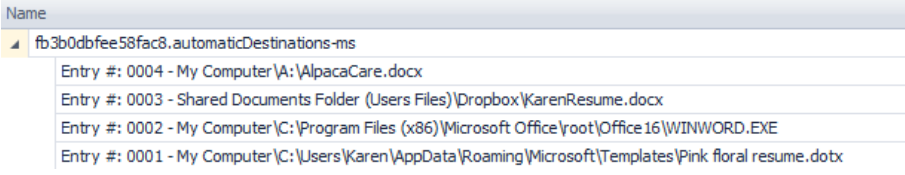 Name
fb3b0dbfee58fac8.automaticDestinations-ms
Entry #: 0004 - My Computer\A:\AlpacaCare.docx
Entry #: 0003 - Shared Documents Folder (Users Files)\Dropbox\KarenResume.docx
Entry #: 0002 - My Computer\C:\Program Files (x86)\Microsoft Office\root\Office16\WINWORD.EXE
Entry #: 0001 - My Computer\C:\Users\Karen\AppData\Roaming\Microsoft\Templates\Pink floral resume.dotx